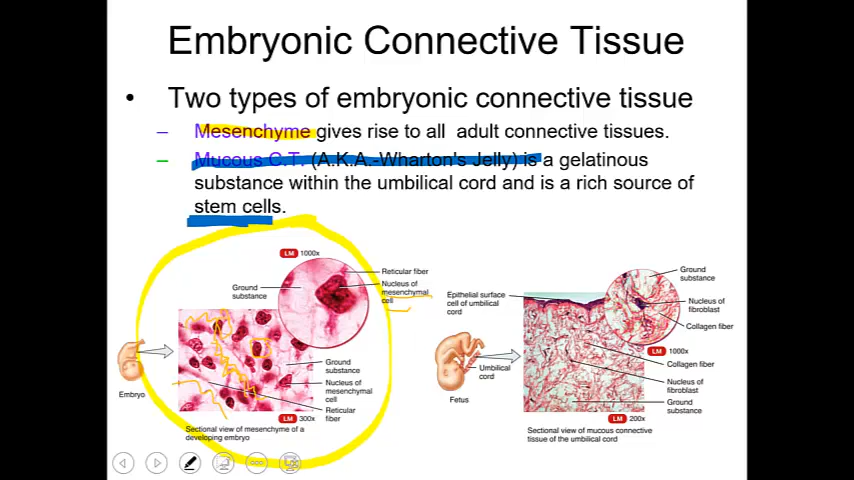 Embryonic Connective Tissue
• Two types of embryonic connective tissue
– Mesenchyme gives rise to all adult connective tissues.
– Mucous C.T. (A.K.A.-Wharton's Jelly) is a gelatinous
substance within the umbilical cord and is a rich source of
stem cells.
LM 1000x
Reticular fiber
Nucleus of
mesenchymal
cell
Ground
substance
Ground
substance
Nucleus of
mesenchymal
cell
Reticular
fiber
Embryo
LM 300x
Sectional view of mesenchyme of a
developing embryo
Epithelial surface
cell of umbilical
cord
Ground
substance
Nucleus of
fibroblast
Collagen fiber
LM 1000x
Collagen fiber
Nucleus of
fibroblast
Ground
substance
Umbilical
cord
Fetus
LM 200x
Sectional view of mucous connective
tissue of the umbilical cord